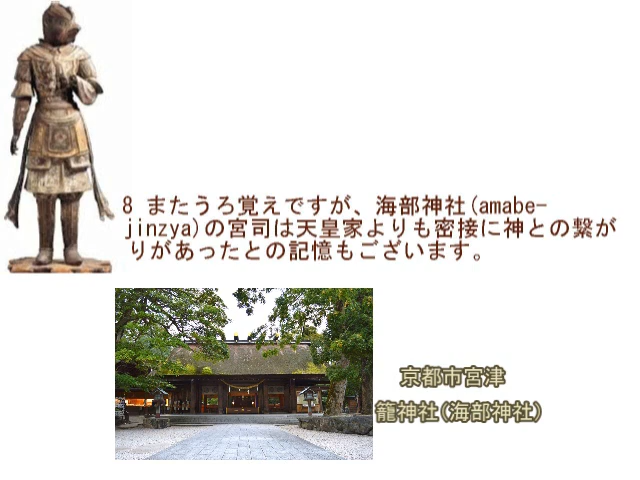 8 またうろ覚えですが、海部神社(amabe-
jinzya)の宮司は天皇家よりも密接に神との繋が
りがあったとの記憶もございます。
京都市宮津
籠神社(海部神社)